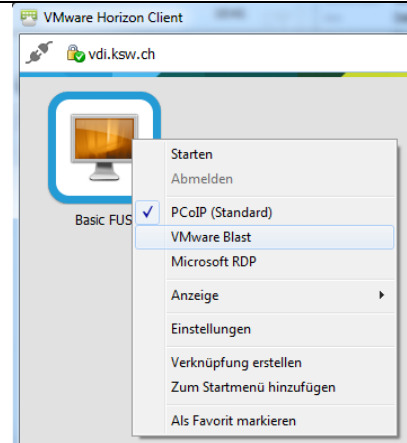 VMware Horizon Client
vdi.ksw.ch
Starten
Abmelden
Basic FUS
PCoIP (Standard)
VMware Blast
Microsoft RDP
Anzeige
Einstellungen
Verknüpfung erstellen
Zum Startmenü hinzufügen
Als Favorit markieren